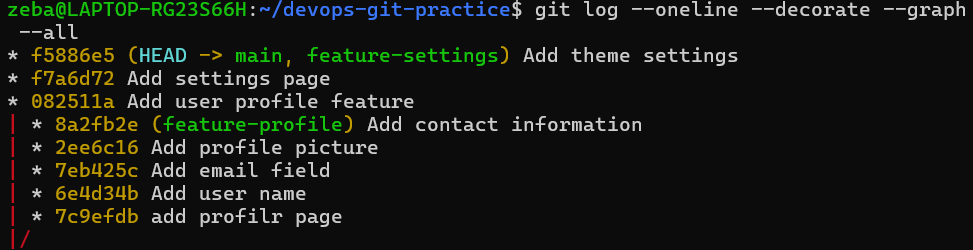 zeba@LAPTOP-RG23S66H:~/devops-git-practice$ git log --oneline --decorate --graph
 --all
* f5886e5 (HEAD -> main, feature-settings) Add theme settings
* f7a6d72 Add settings page
* 082511a Add user profile feature
| * 8a2fb2e (feature-profile) Add contact information
| * 2ee6c16 Add profile picture
| * 7eb425c Add email field
| * 6e4d34b Add user name
| * 7c9efdb add profilr page
|/